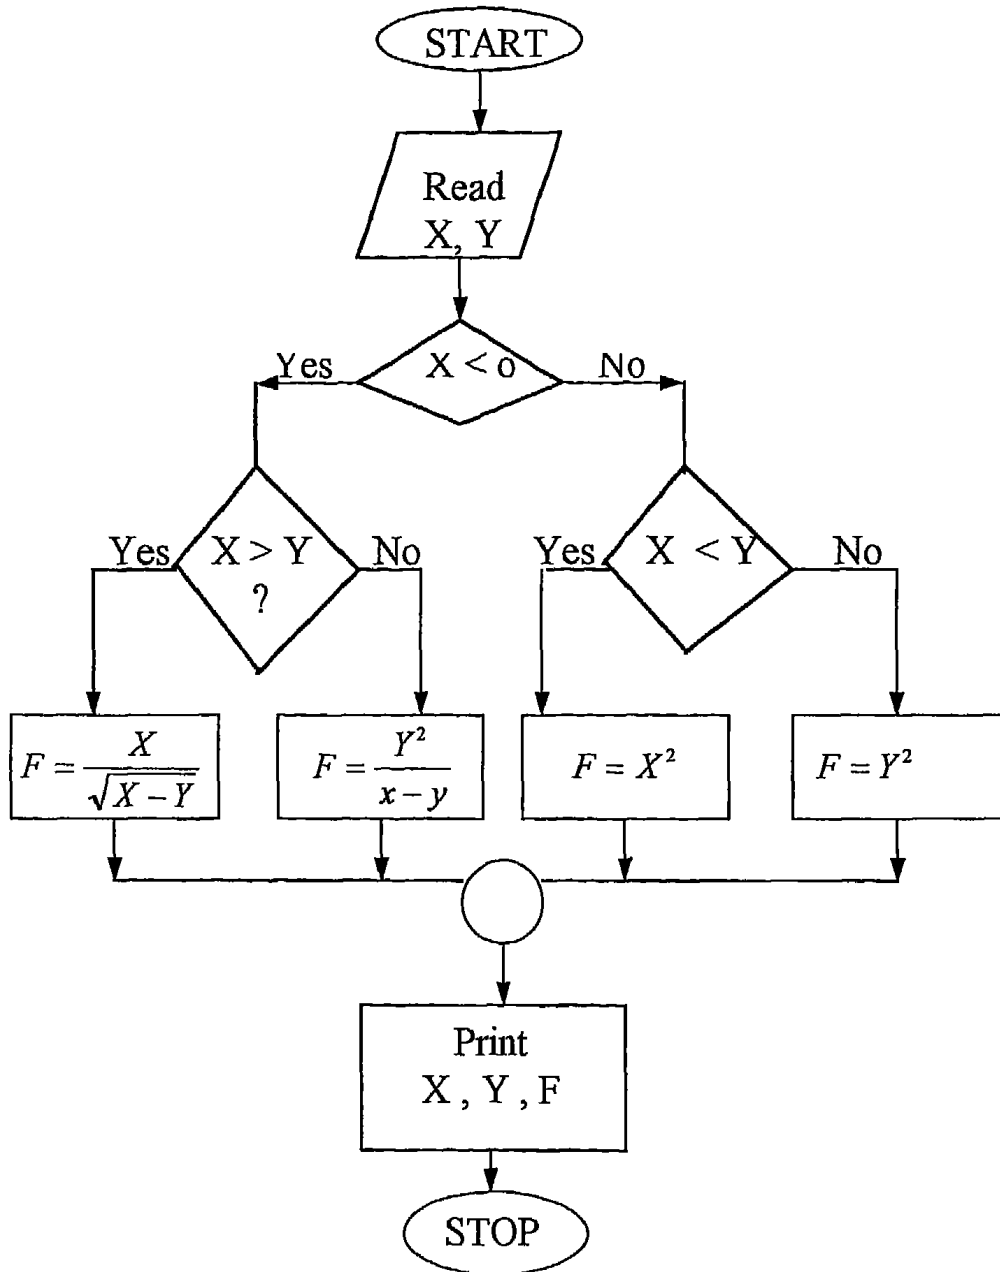 START
Read
X, Y
Yes
X < o
No
Yes
X > Y
?
No
Yes
X < Y
No
F = X / √X − Y
F = Y² / x − y
F = X²
F = Y²
Print
X , Y , F
STOP